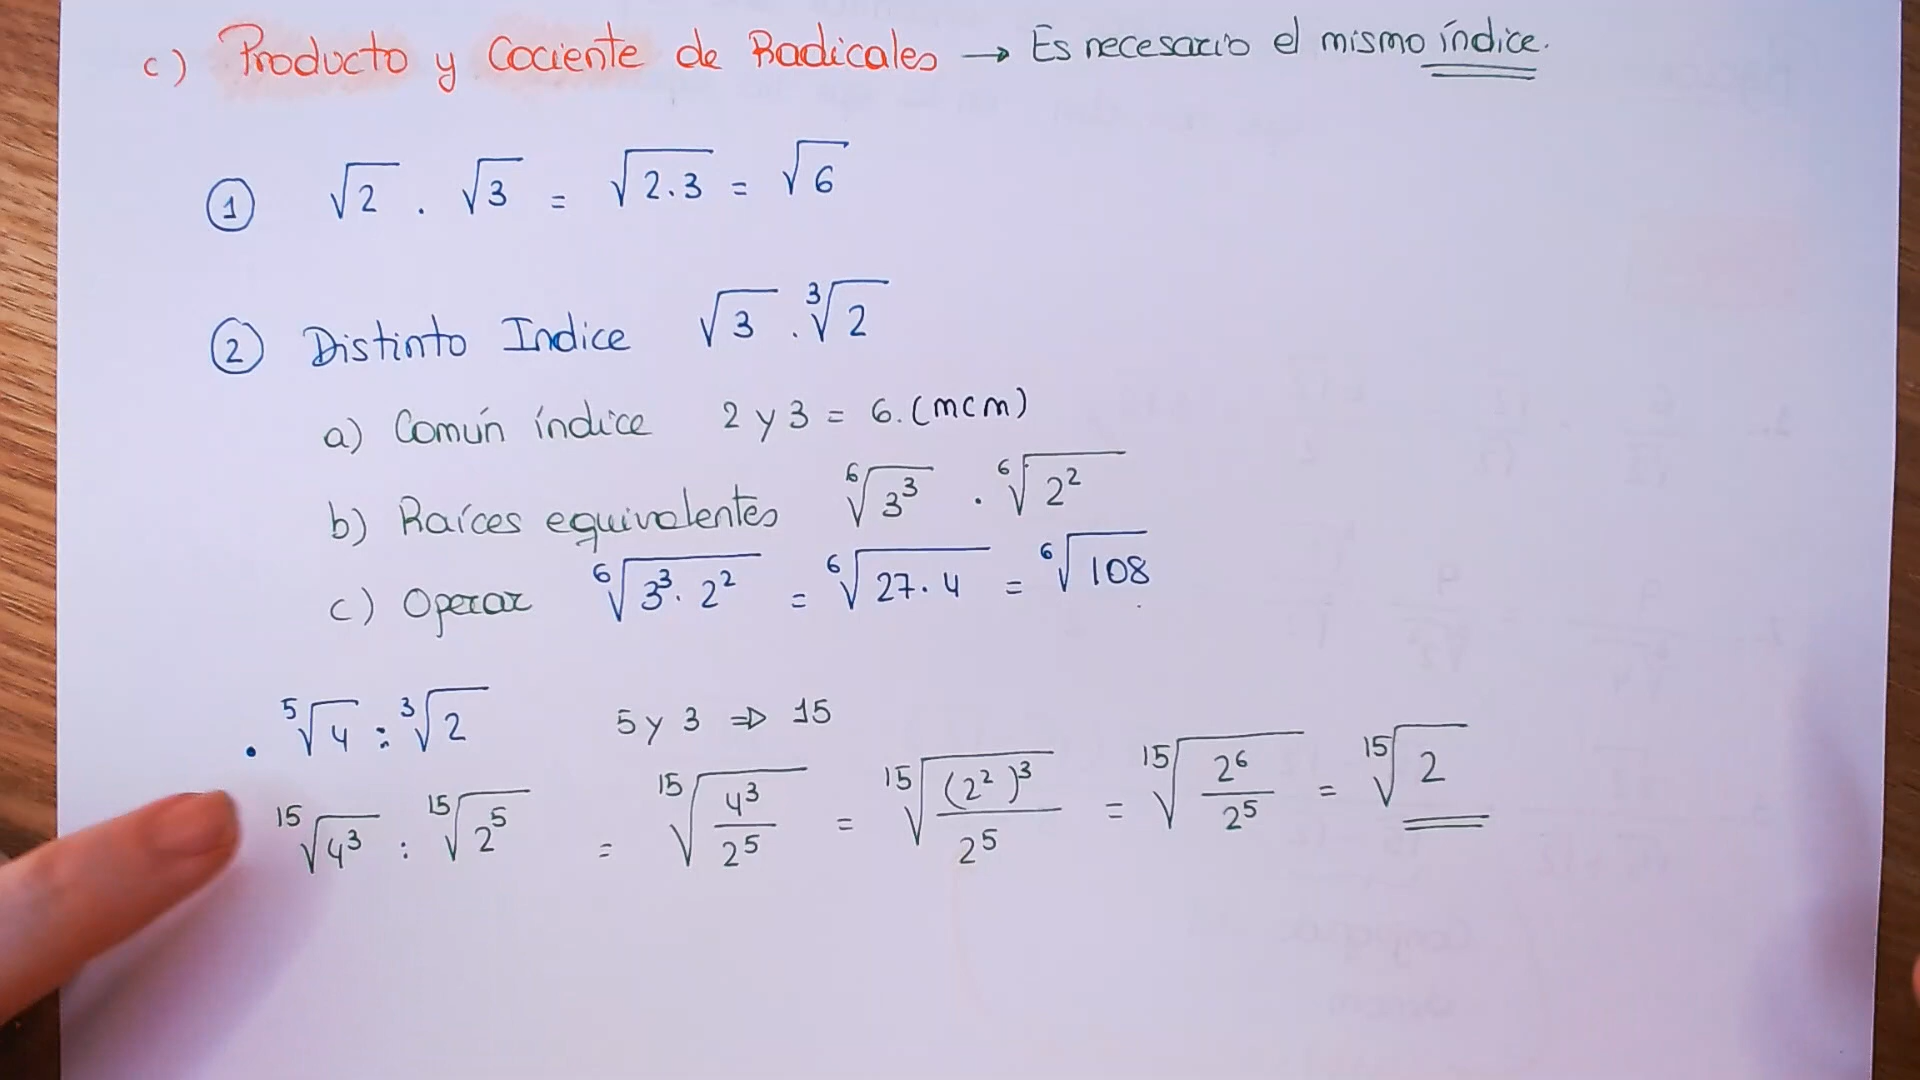 c) Producto y Cociente de Radicales → Es necesario el mismo índice.
① √2 . √3 = √2.3 = √6
② Distinto Indice √3 . ³√2
a) Común índice 2 y 3 = 6. (mcm)
b) Raíces equivalentes ⁶√3³ . ⁶√2²
c) Operar ⁶√3³. 2² = ⁶√27. 4 = ⁶√108
• ⁵√4 : ³√2 5 y 3 ⇒ 15
¹⁵√4³ : ¹⁵√2⁵ = ¹⁵√(4³/2⁵) = ¹⁵√((2²)³/2⁵) = ¹⁵√(2⁶/2⁵) = ¹⁵√2